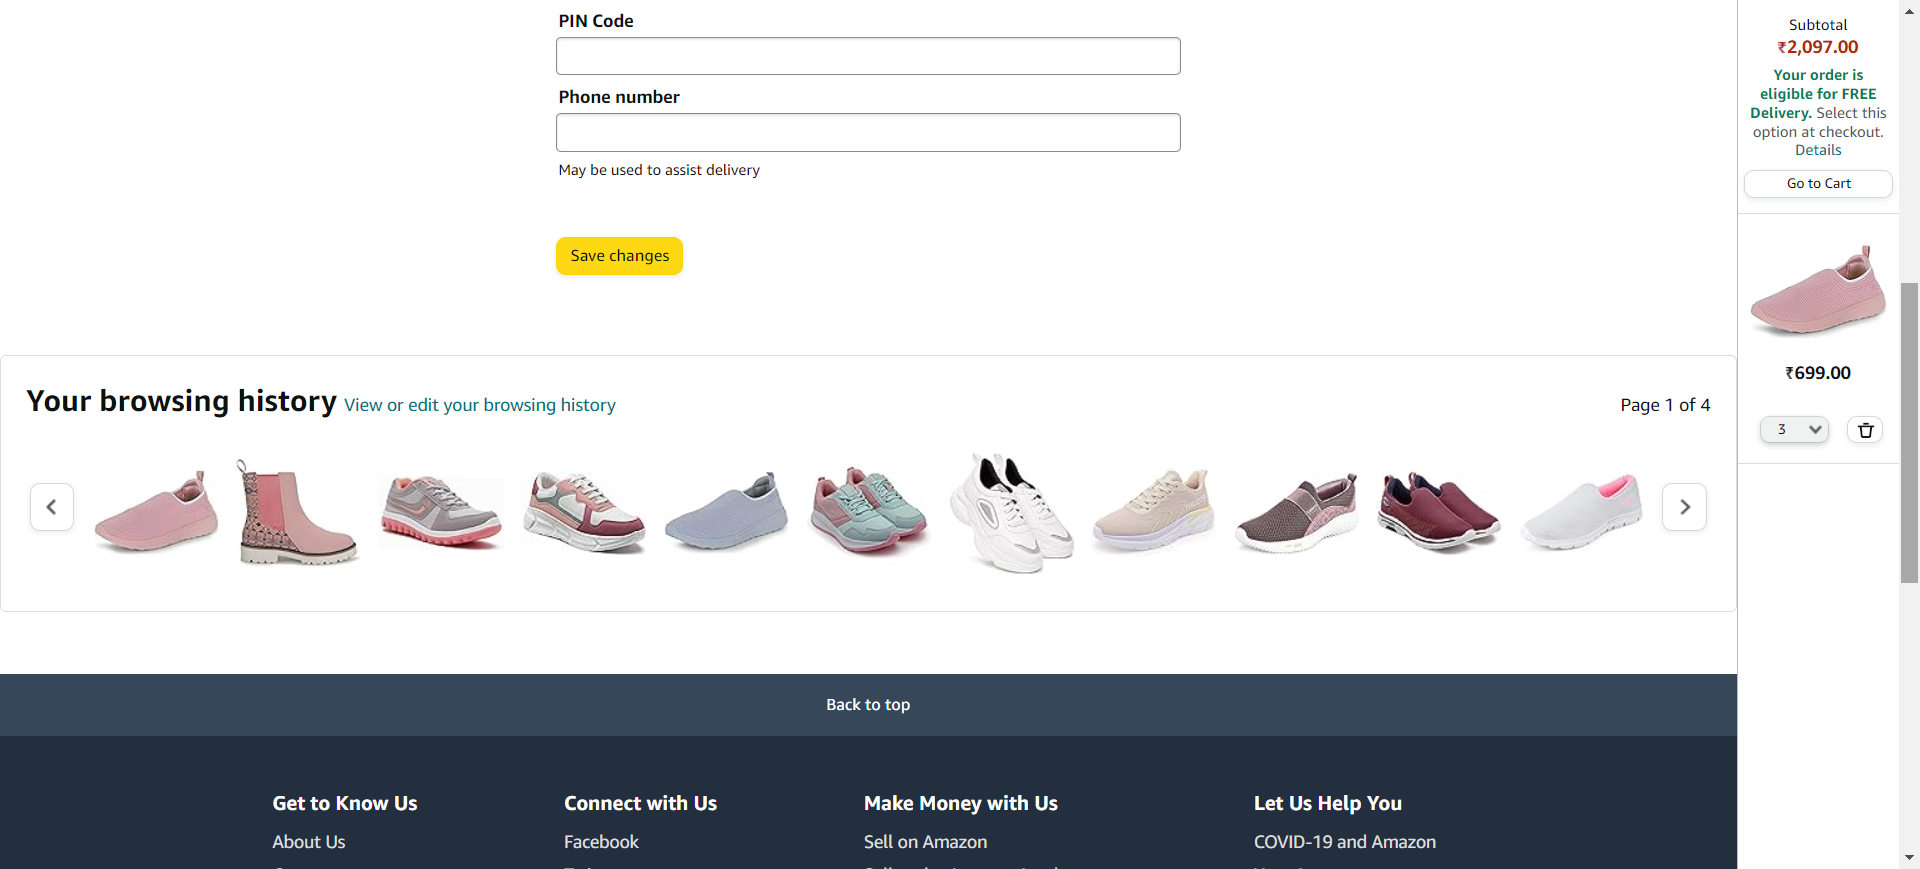 PIN Code
Phone number
May be used to assist delivery
Save changes
Your browsing history View or edit your browsing history
Page 1 of 4
Back to top
Get to Know Us
About Us
Connect with Us
Facebook
Make Money with Us
Sell on Amazon
Let Us Help You
COVID-19 and Amazon
Subtotal
₹2,097.00
Your order is
eligible for FREE
Delivery. Select this
option at checkout.
Details
Go to Cart
₹699.00
3